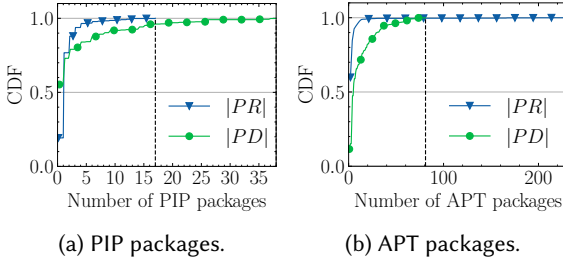 1.0
CDF
0.5
0.0
|PR|
|PD|
0 5 10 15 20 25 30 35
Number of PIP packages
(a) PIP packages.
1.0
CDF
0.5
0.0
|PR|
|PD|
0 80 140 200
Number of APT packages
(b) APT packages.